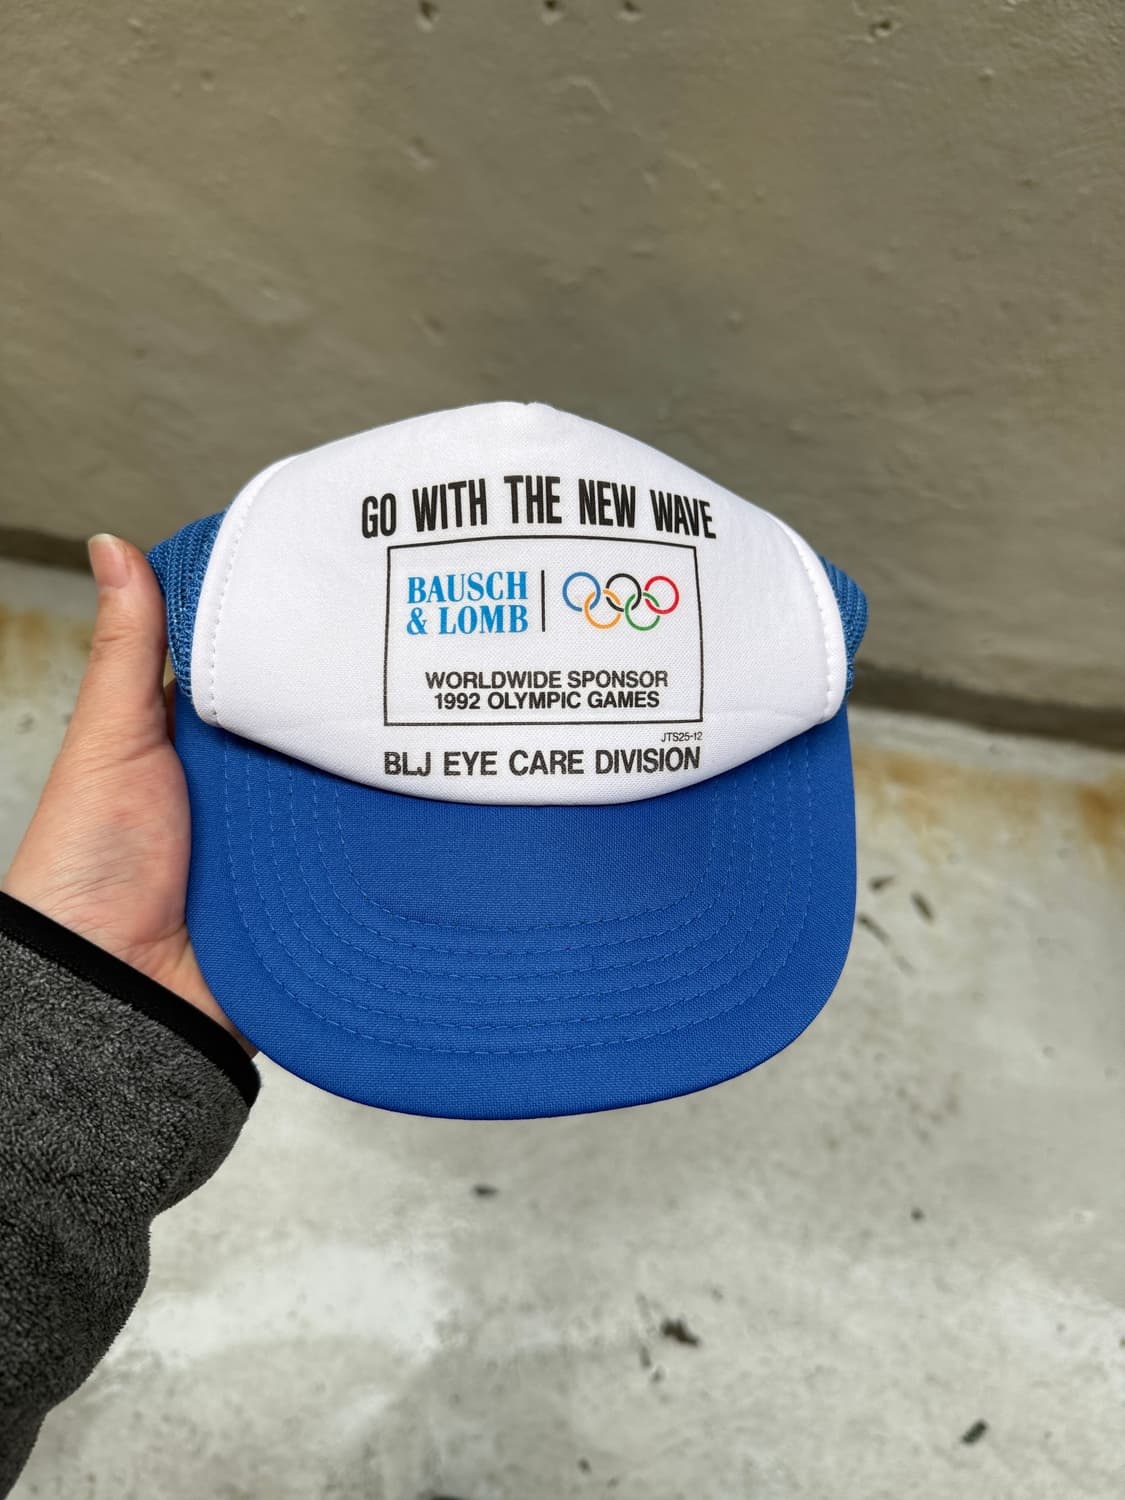 GO WITH THE NEW WAVE
BAUSCH
& LOMB
WORLDWIDE SPONSOR
1992 OLYMPIC GAMES
JTS25-12
BLJ EYE CARE DIVISION